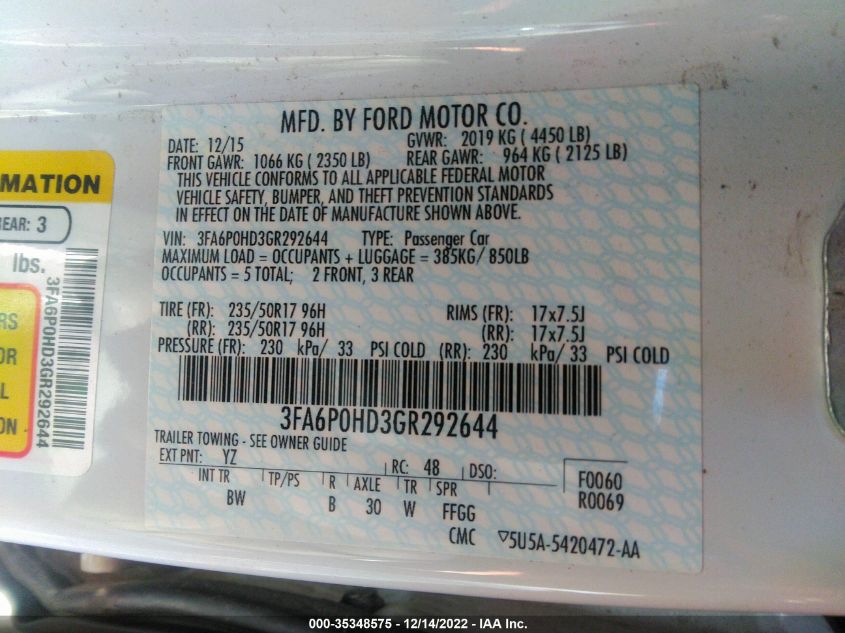 MFD. BY FORD MOTOR CO.
DATE: 12/15 GVWR: 2019 KG ( 4450 LB)
FRONT GAWR: 1066 KG ( 2350 LB) REAR GAWR: 964 KG ( 2125 LB)
THIS VEHICLE CONFORMS TO ALL APPLICABLE FEDERAL MOTOR
VEHICLE SAFETY, BUMPER, AND THEFT PREVENTION STANDARDS
IN EFFECT ON THE DATE OF MANUFACTURE SHOWN ABOVE.
VIN: 3FA6P0HD3GR292644 TYPE: Passenger Car
MAXIMUM LOAD = OCCUPANTS + LUGGAGE = 385KG/ 850LB
OCCUPANTS = 5 TOTAL; 2 FRONT, 3 REAR
TIRE (FR): 235/50R17 96H RIMS (FR): 17x7.5J
(RR): 235/50R17 96H (RR): 17x7.5J
PRESSURE (FR): 230 kPa/ 33 PSI COLD (RR): 230 kPa/ 33 PSI COLD
3FA6P0HD3GR292644
TRAILER TOWING - SEE OWNER GUIDE
EXT PNT: YZ RC: 48 DSO: F0060
INT TR TP/PS R AXLE TR SPR R0069
BW B 30 W FFGG
CMC 5U5A-5420472-AA
RMATION
REAR: 3
lbs.
3FA6P0HD3GR292644
RS
OR
L
ON
000-35348575 - 12/14/2022 - IAA Inc.